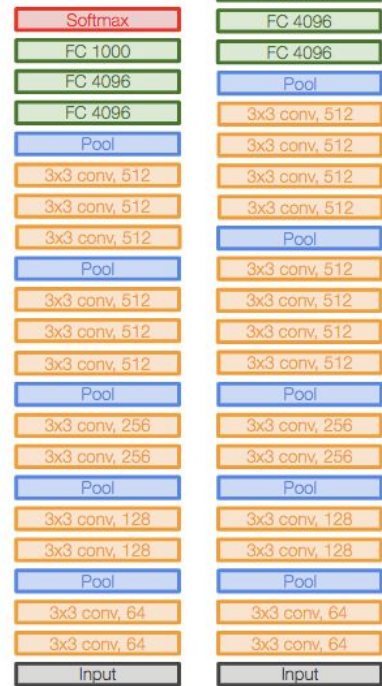 Softmax
FC 1000
FC 4096
FC 4096
Pool
3x3 conv, 512
3x3 conv, 512
3x3 conv, 512
Pool
3x3 conv, 512
3x3 conv, 512
3x3 conv, 512
Pool
3x3 conv, 256
3x3 conv, 256
Pool
3x3 conv, 128
3x3 conv, 128
Pool
3x3 conv, 64
3x3 conv, 64
Input
FC 4096
FC 4096
Pool
3x3 conv, 512
3x3 conv, 512
3x3 conv, 512
3x3 conv, 512
Pool
3x3 conv, 512
3x3 conv, 512
3x3 conv, 512
3x3 conv, 512
Pool
3x3 conv, 256
3x3 conv, 256
Pool
3x3 conv, 128
3x3 conv, 128
Pool
3x3 conv, 64
3x3 conv, 64
Input